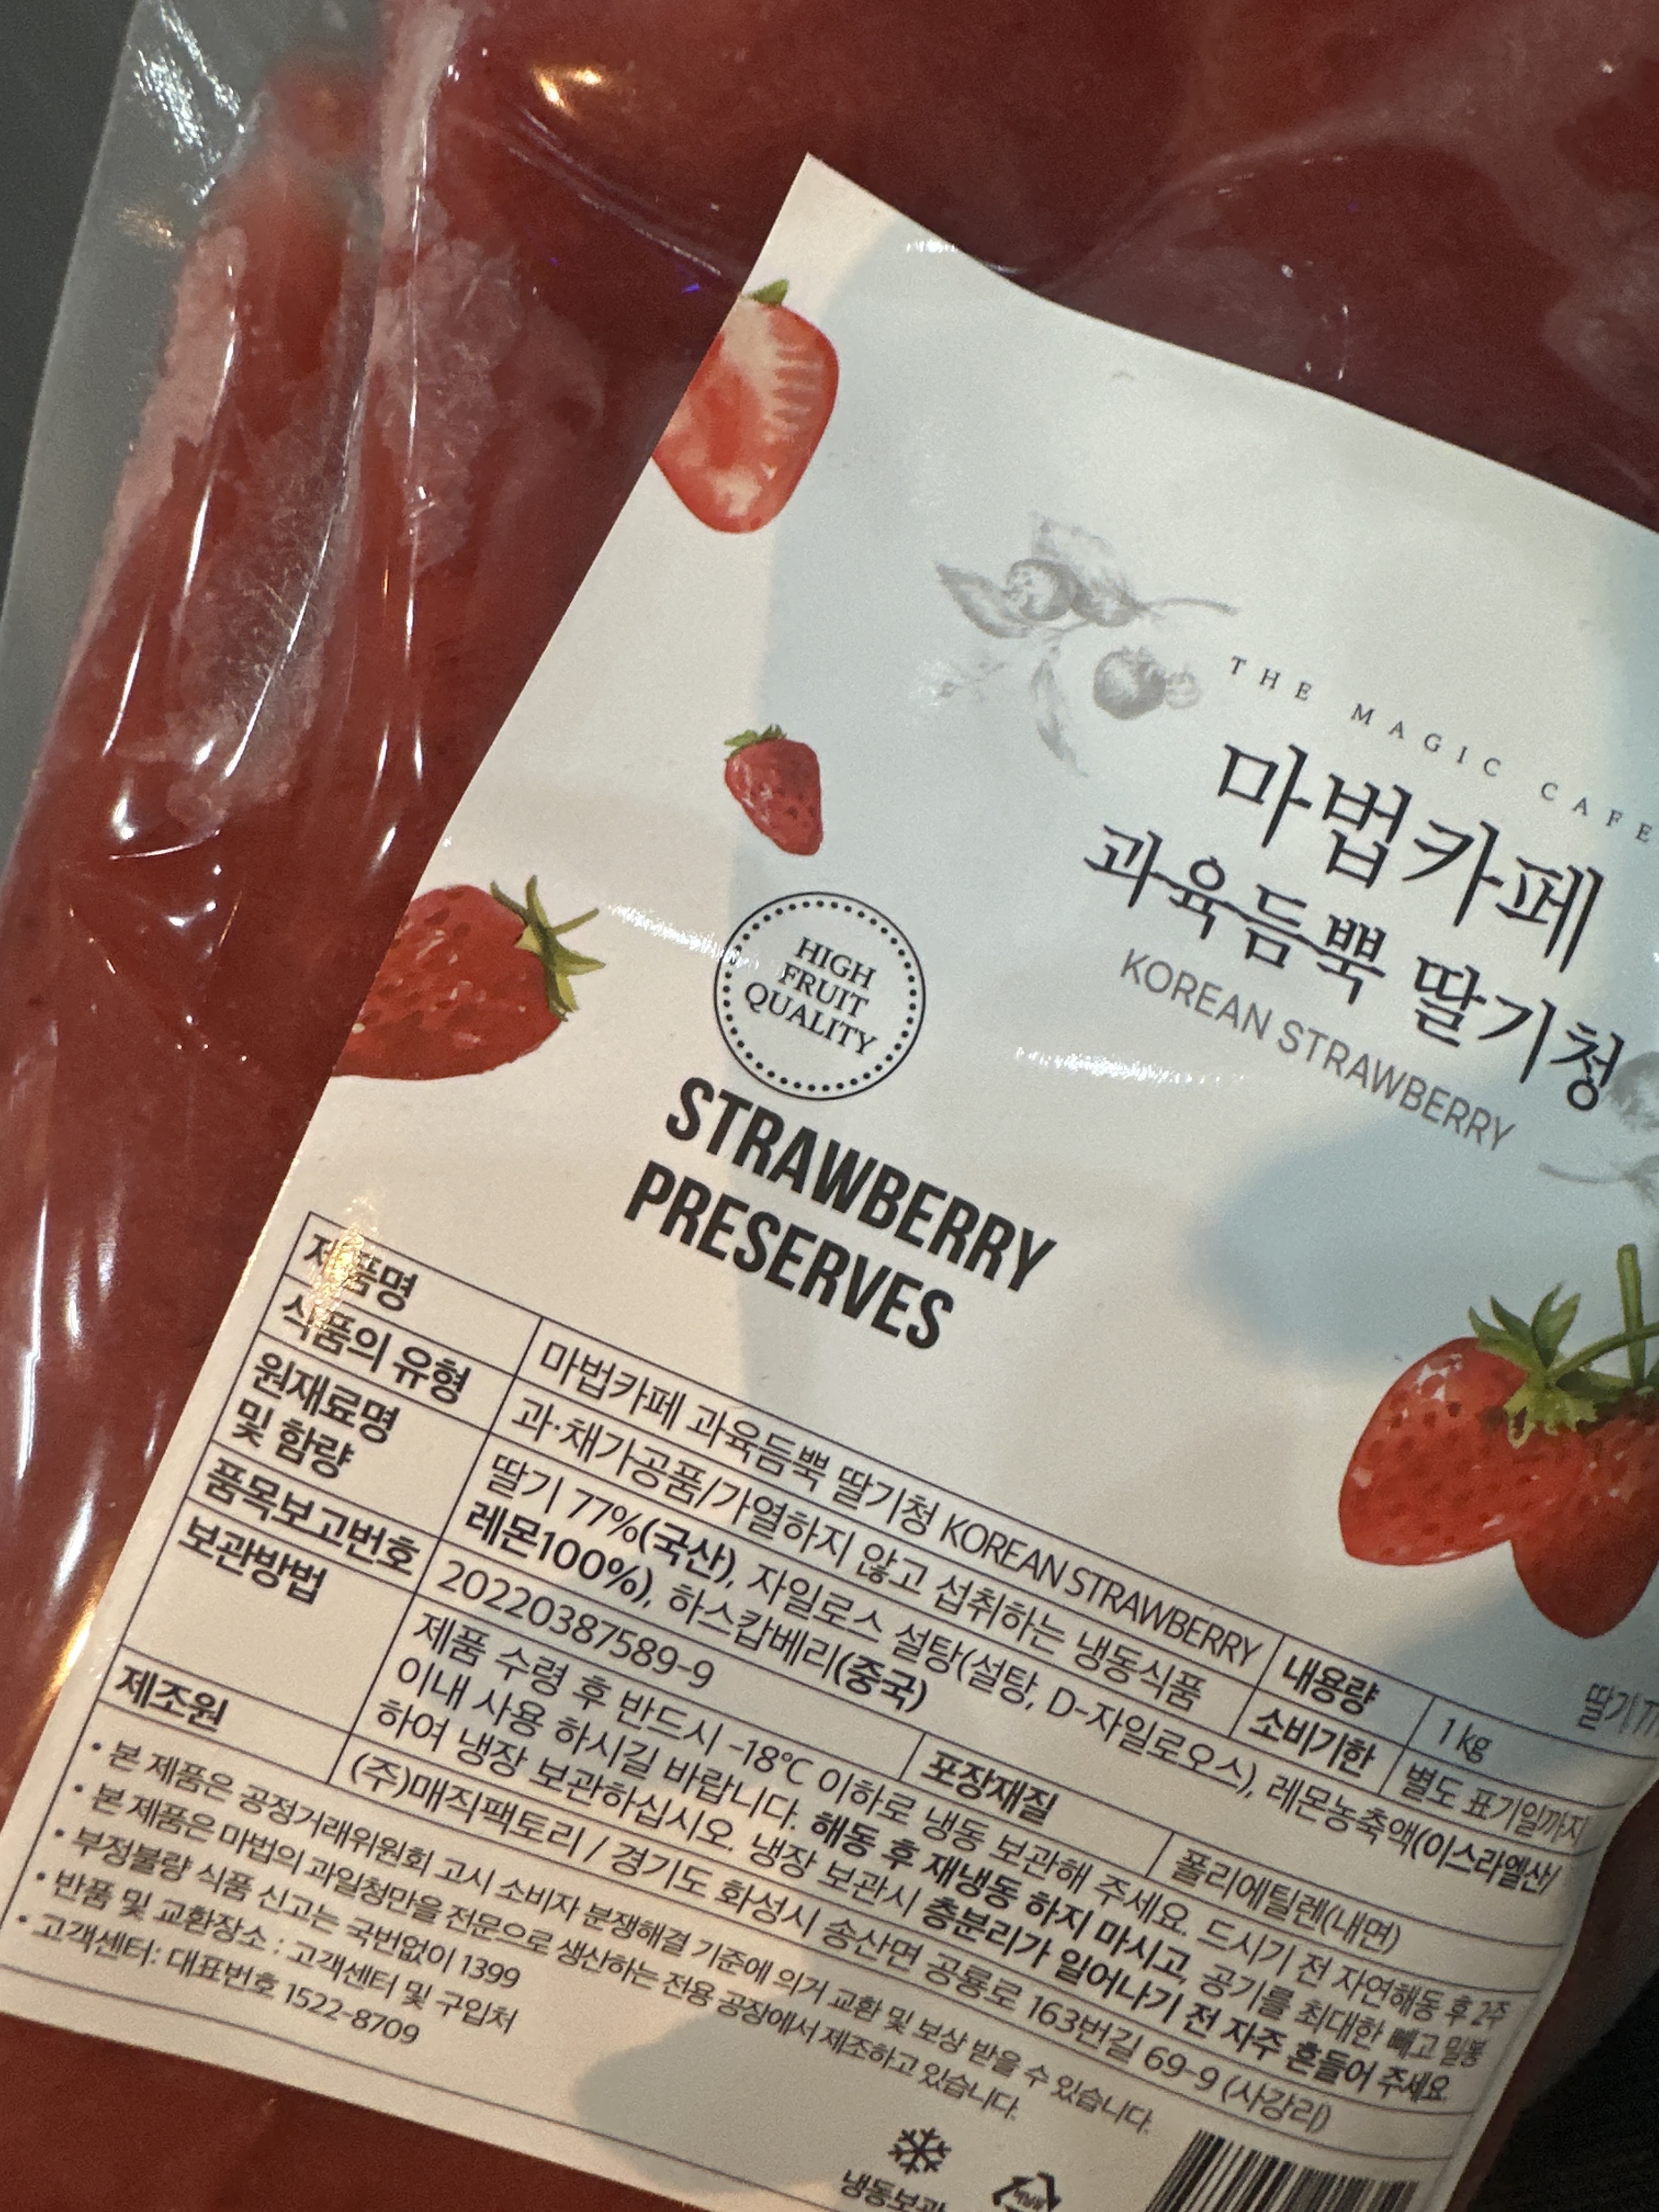 THE MAGIC CAFE
마법카페
과육듬뿍 딸기청
KOREAN STRAWBERRY
HIGH
FRUIT
QUALITY
STRAWBERRY
PRESERVES
제품명 마법카페 과육듬뿍 딸기청 KOREAN STRAWBERRY 내용량 1 kg
식품의 유형 과·채가공품/가열하지 않고 섭취하는 냉동식품 소비기한 별도 표기일까지
원재료명 및 함량 딸기 77%(국산), 자일로스 설탕(설탕, D-자일로오스), 레몬농축액(이스라엘산/
레몬100%), 하스캅베리(중국)
품목보고번호 20220387589-9 포장재질 폴리에틸렌(내면)
보관방법 제품 수령 후 반드시 -18℃ 이하로 냉동 보관해 주세요. 드시기 전 자연해동 후 2주
이내 사용 하시길 바랍니다. 해동 후 재냉동 하지 마시고, 공기를 최대한 빼고 밀봉
하여 냉장 보관하십시오. 냉장 보관시 층분리가 일어나기 전 자주 흔들어 주세요.
제조원 (주)매직팩토리 / 경기도 화성시 송산면 공룡로 163번길 69-9 (사강리)
• 본 제품은 공정거래위원회 고시 소비자 분쟁해결 기준에 의거 교환 및 보상 받을 수 있습니다.
• 본 제품은 마법의 과일청만을 전문으로 생산하는 전용 공장에서 제조하고 있습니다.
• 부정불량 식품 신고는 국번없이 1399
• 반품 및 교환장소 : 고객센터 및 구입처
• 고객센터: 대표번호 1522-8709
냉동보관